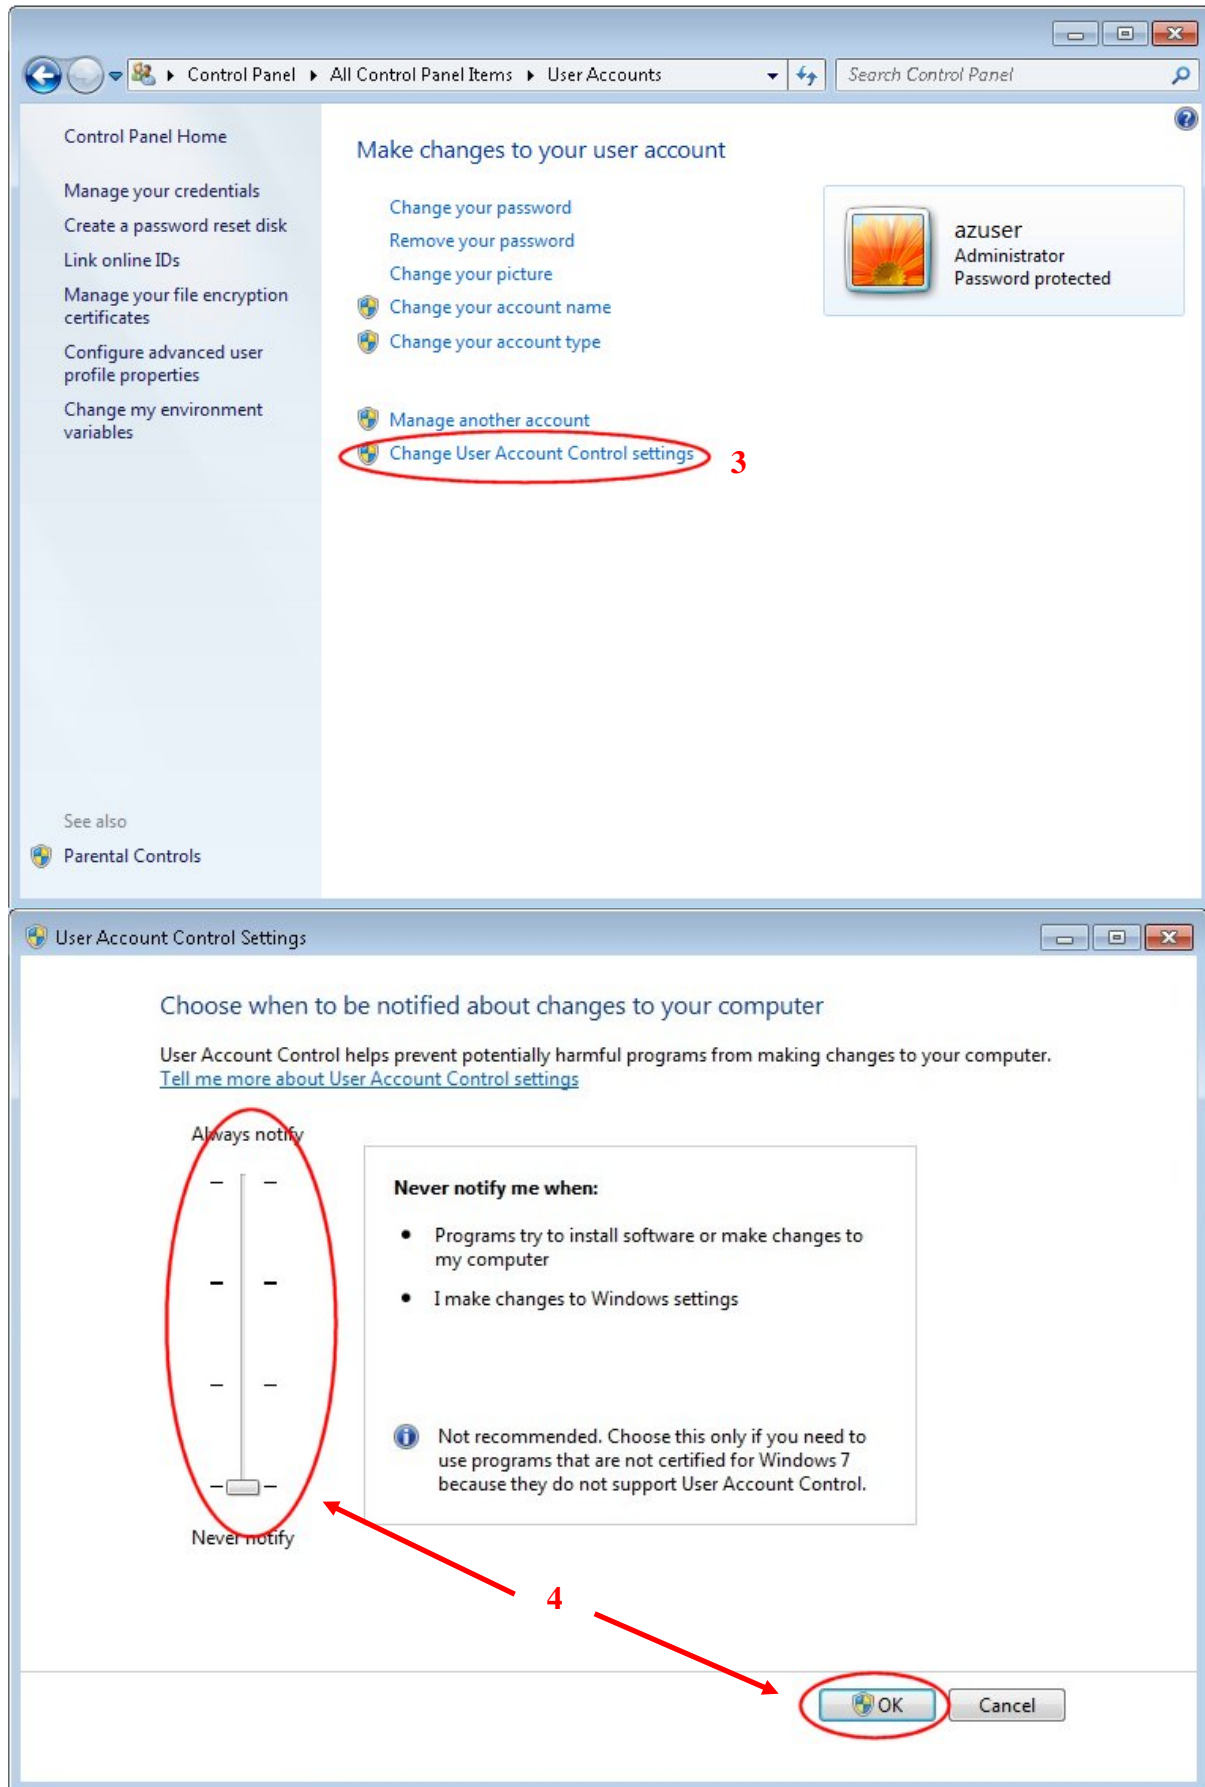 Control Panel ▸ All Control Panel Items ▸ User Accounts
Search Control Panel
Control Panel Home
Manage your credentials
Create a password reset disk
Link online IDs
Manage your file encryption
certificates
Configure advanced user
profile properties
Change my environment
variables
See also
Parental Controls
Make changes to your user account
Change your password
Remove your password
Change your picture
Change your account name
Change your account type
Manage another account
Change User Account Control settings
3
azuser
Administrator
Password protected
User Account Control Settings
Choose when to be notified about changes to your computer
User Account Control helps prevent potentially harmful programs from making changes to your computer.
Tell me more about User Account Control settings
Always notify
Never notify
Never notify me when:
• Programs try to install software or make changes to
my computer
• I make changes to Windows settings
Not recommended. Choose this only if you need to
use programs that are not certified for Windows 7
because they do not support User Account Control.
4
OK
Cancel